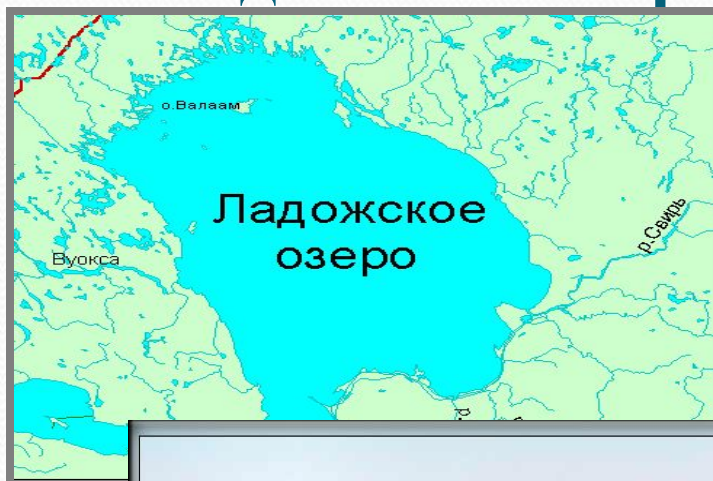 о.Валаам
Ладожское
озеро
Вуокса
р.Свирь